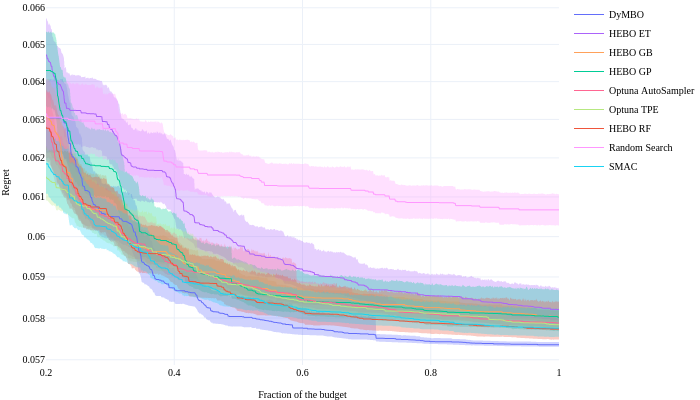 0.066
0.065
0.064
0.063
0.062
0.061
0.06
0.059
0.058
0.057
Regret
0.2
0.4
0.6
0.8
1
Fraction of the budget
DyMBO
HEBO ET
HEBO GB
HEBO GP
Optuna AutoSampler
Optuna TPE
HEBO RF
Random Search
SMAC